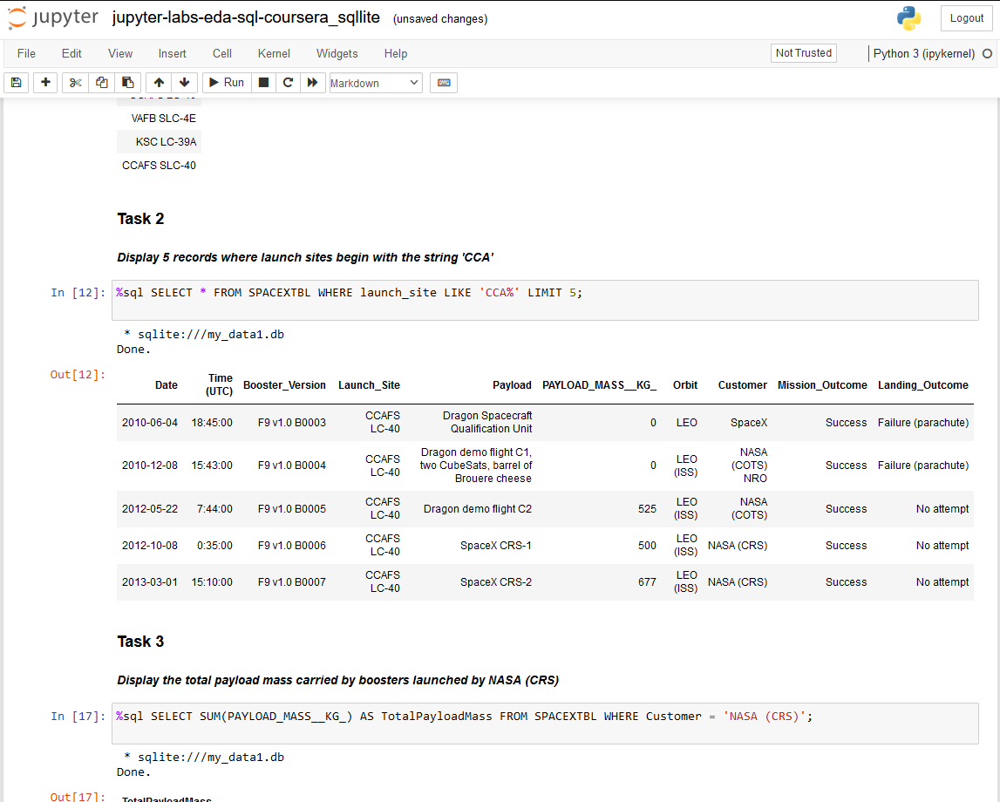 jupyter jupyter-labs-eda-sql-coursera_sqllite (unsaved changes) Logout
File Edit View Insert Cell Kernel Widgets Help Not Trusted Python 3 (ipykernel)
Run Markdown
VAFB SLC-4E
KSC LC-39A
CCAFS SLC-40
Task 2
Display 5 records where launch sites begin with the string 'CCA'
In [12]: %sql SELECT * FROM SPACEXTBL WHERE launch_site LIKE 'CCA%' LIMIT 5;
* sqlite:///my_data1.db
Done.
Out[12]:
Date Time (UTC) Booster_Version Launch_Site Payload PAYLOAD_MASS__KG_ Orbit Customer Mission_Outcome Landing_Outcome
2010-06-04 18:45:00 F9 v1.0 B0003 CCAFS LC-40 Dragon Spacecraft Qualification Unit 0 LEO SpaceX Success Failure (parachute)
2010-12-08 15:43:00 F9 v1.0 B0004 CCAFS LC-40 Dragon demo flight C1, two CubeSats, barrel of Brouere cheese 0 LEO (ISS) NASA (COTS) NRO Success Failure (parachute)
2012-05-22 7:44:00 F9 v1.0 B0005 CCAFS LC-40 Dragon demo flight C2 525 LEO (ISS) NASA (COTS) Success No attempt
2012-10-08 0:35:00 F9 v1.0 B0006 CCAFS LC-40 SpaceX CRS-1 500 LEO (ISS) NASA (CRS) Success No attempt
2013-03-01 15:10:00 F9 v1.0 B0007 CCAFS LC-40 SpaceX CRS-2 677 LEO (ISS) NASA (CRS) Success No attempt
Task 3
Display the total payload mass carried by boosters launched by NASA (CRS)
In [17]: %sql SELECT SUM(PAYLOAD_MASS__KG_) AS TotalPayloadMass FROM SPACEXTBL WHERE Customer = 'NASA (CRS)';
* sqlite:///my_data1.db
Done.
Out[17]: TotalPayloadMass